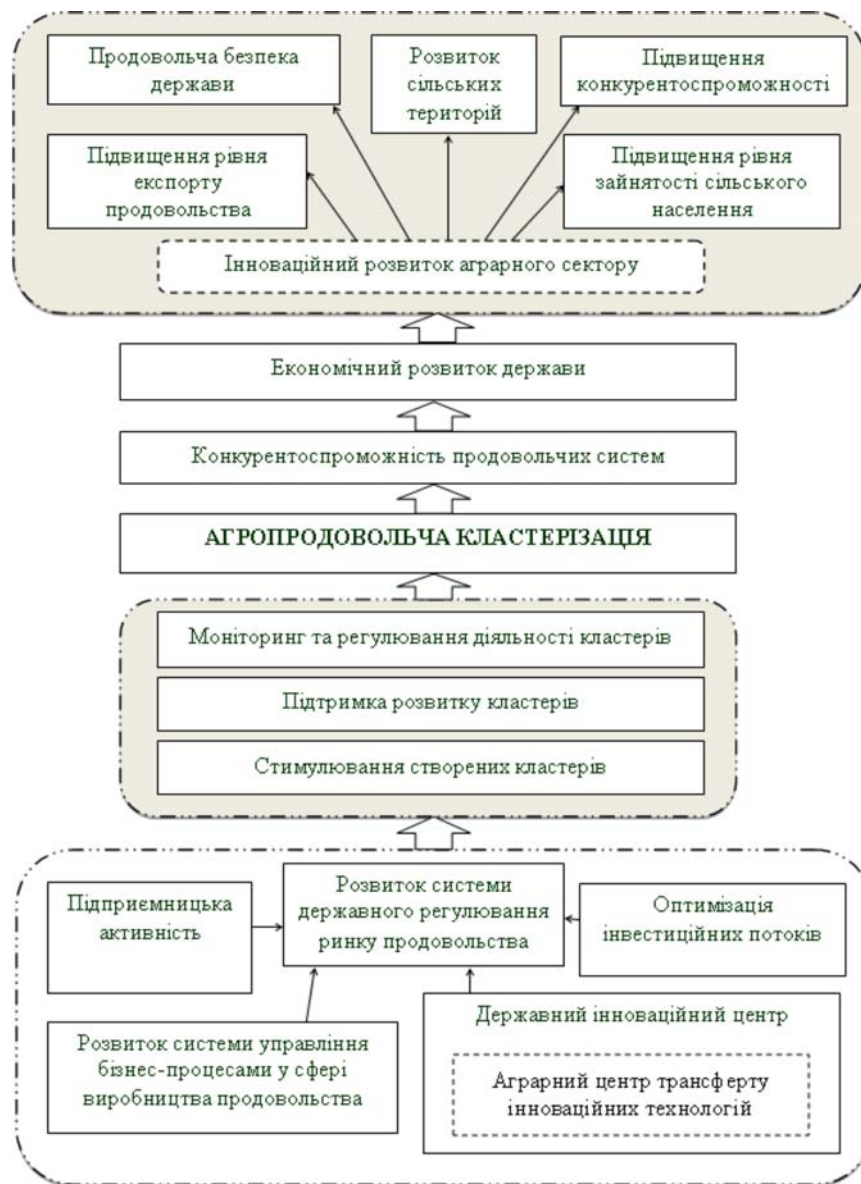 Продовольча безпека
держави
Розвиток
сільських
територій
Підвищення
конкурентоспроможності
Підвищення рівня
експорту
продовольства
Підвищення рівня
зайнятості сільського
населення
Інноваційний розвиток аграрного сектору
Економічний розвиток держави
Конкурентоспроможність продовольчих систем
АГРОПРОДОВОЛЬЧА КЛАСТЕРИЗАЦІЯ
Моніторинг та регулювання діяльності кластерів
Підтримка розвитку кластерів
Стимулювання створених кластерів
Підприємницька
активність
Розвиток системи
державного регулювання
ринку продовольства
Оптимізація
інвестиційних потоків
Розвиток системи управління
бізнес-процесами у сфері
виробництва продовольства
Державний інноваційний центр
Аграрний центр трансферту
інноваційних технологій